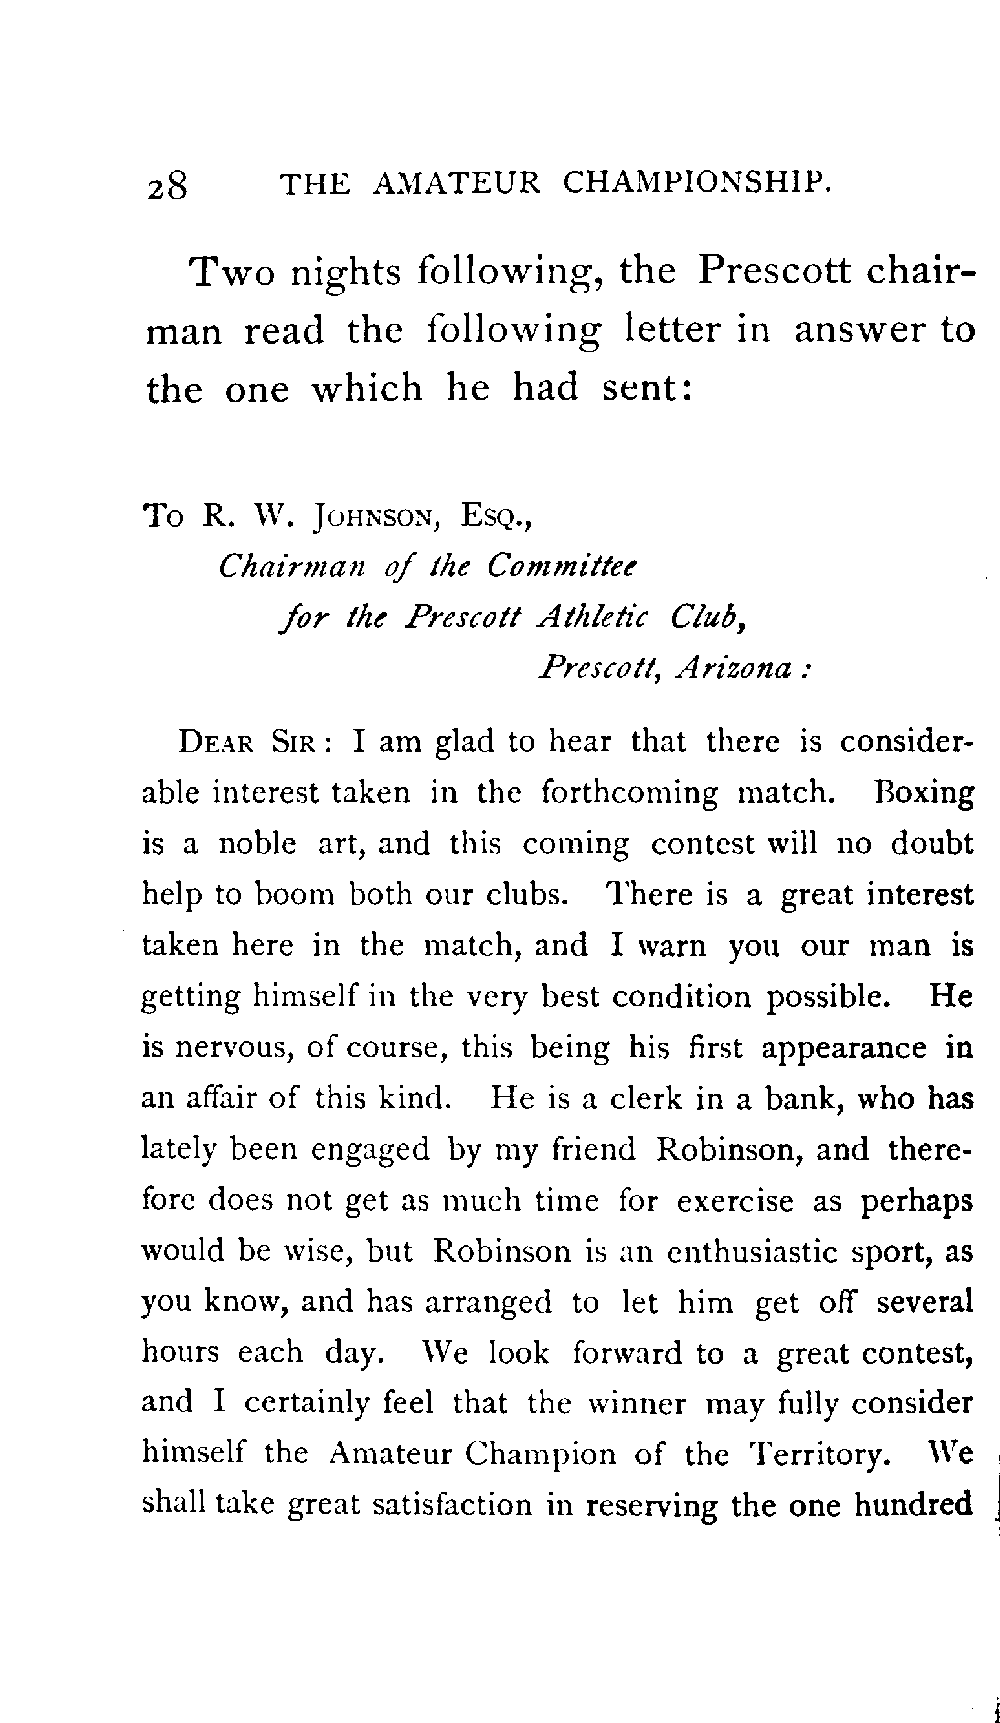 28 THE AMATEUR CHAMPIONSHIP.
Two nights following, the Prescott chair-
man read the following letter in answer to
the one which he had sent:
To R. W. Johnson, Esq.,
Chairman of the Committee
for the Prescott Athletic Club,
Prescott, Arizona :
Dear Sir : I am glad to hear that there is consider-
able interest taken in the forthcoming match. Boxing
is a noble art, and this coming contest will no doubt
help to boom both our clubs. There is a great interest
taken here in the match, and I warn you our man is
getting himself in the very best condition possible. He
is nervous, of course, this being his first appearance in
an affair of this kind. He is a clerk in a bank, who has
lately been engaged by my friend Robinson, and there-
fore does not get as much time for exercise as perhaps
would be wise, but Robinson is an enthusiastic sport, as
you know, and has arranged to let him get off several
hours each day. We look forward to a great contest,
and I certainly feel that the winner may fully consider
himself the Amateur Champion of the Territory. We
shall take great satisfaction in reserving the one hundred